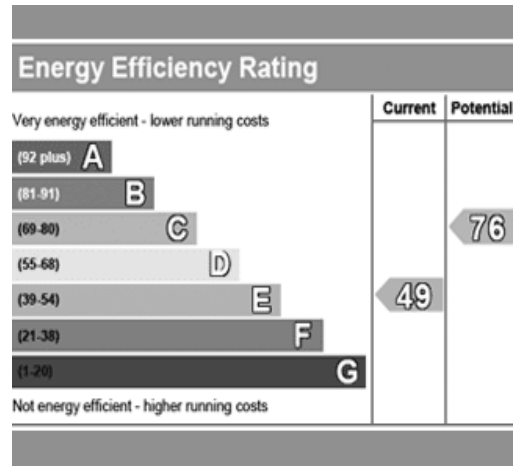 Energy Efficiency Rating
Current Potential
Very energy efficient - lower running costs
(92 plus) A
(81-91) B
(69-80) C
76
(55-68) D
(39-54) E
49
(21-38) F
(1-20) G
Not energy efficient - higher running costs